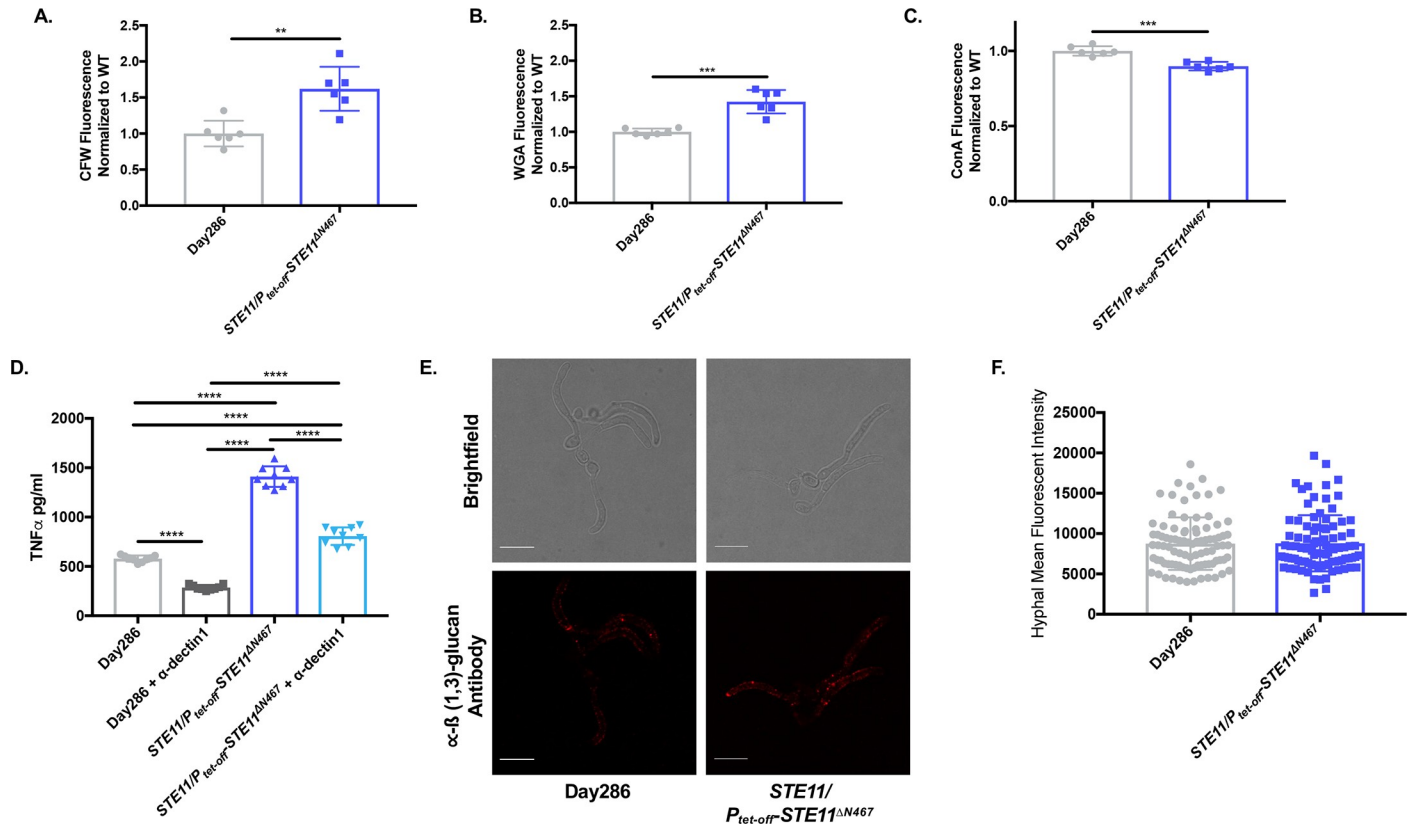 A.
2.5
2.0
1.5
1.0
0.5
0.0
CFW Fluorescence
Normalized to WT
**
Day286
STE11/Ptet-off-STE11ΔN467
B.
2.5
2.0
1.5
1.0
0.5
0.0
WGA Fluorescence
Normalized to WT
***
Day286
STE11/Ptet-off-STE11ΔN467
C.
1.0
0.5
0.0
ConA Fluorescence
Normalized to WT
***
Day286
STE11/Ptet-off-STE11ΔN467
D.
2000
1500
1000
500
0
TNFα pg/ml
****
****
****
****
****
****
Day286
Day286 + α-dectin1
STE11/Ptet-off-STE11ΔN467
STE11/Ptet-off-STE11ΔN467 + α-dectin1
E.
Brightfield
α-ß (1,3)-glucan
Antibody
Day286
STE11/
Ptet-off-STE11ΔN467
F.
25000
20000
15000
10000
5000
0
Hyphal Mean Fluorescent Intensity
Day286
STE11/Ptet-off-STE11ΔN467